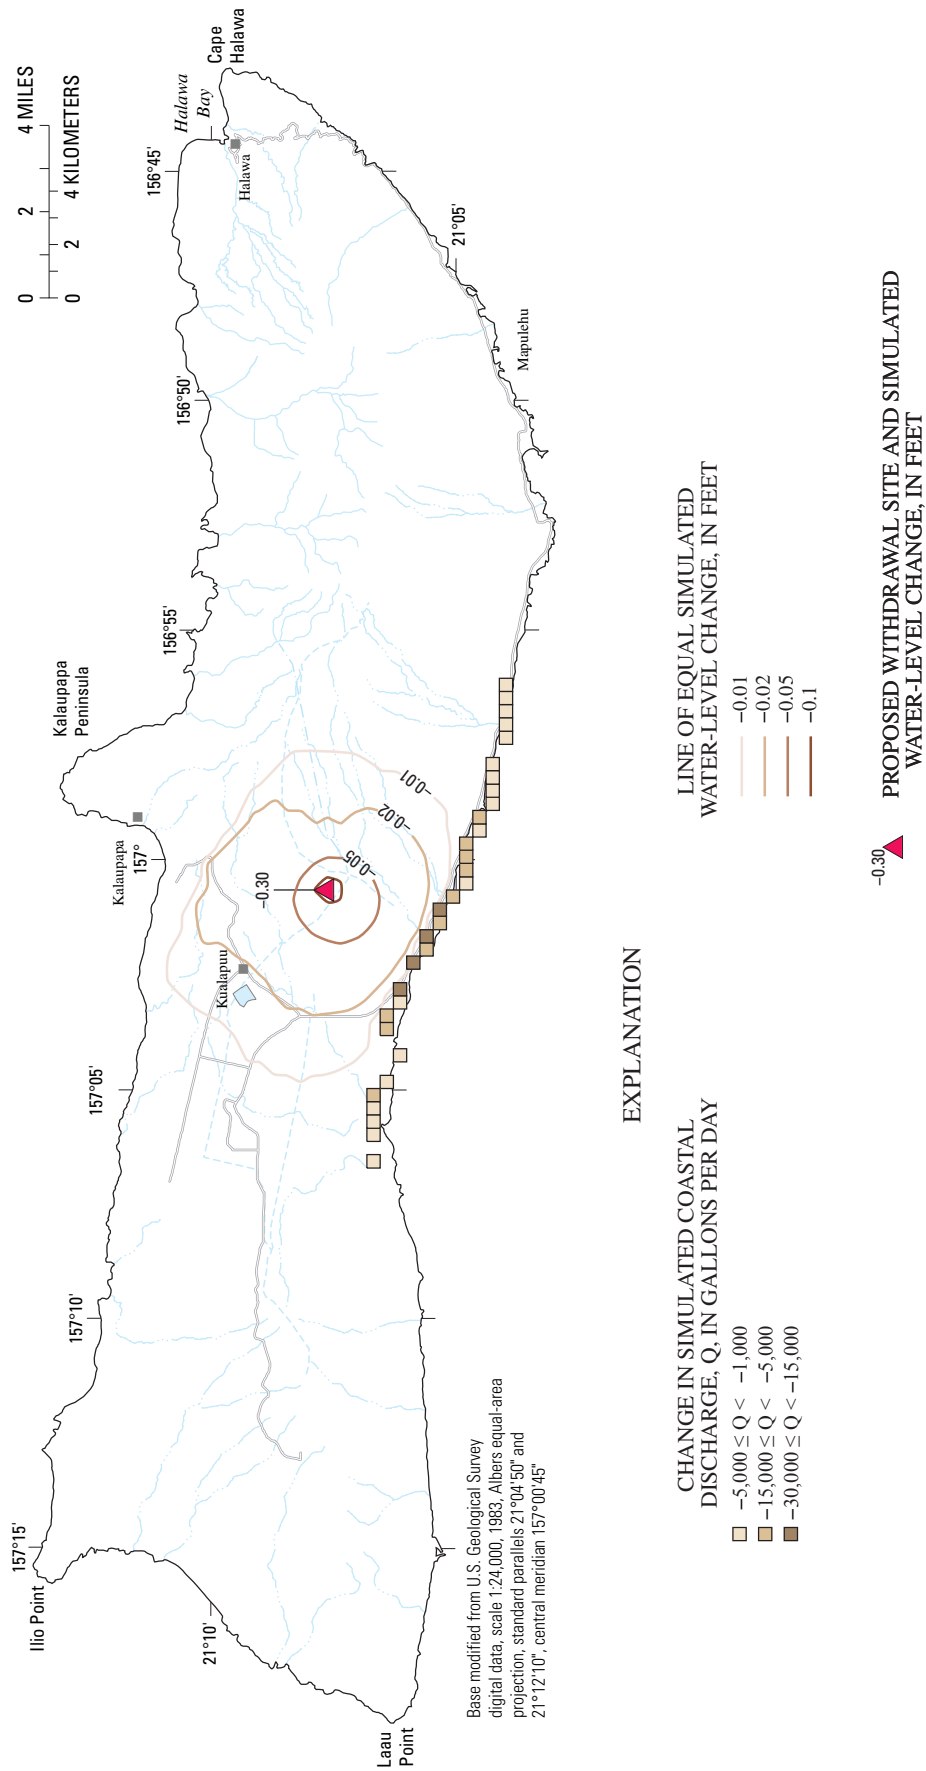 0 2 4 MILES
0 2 4 KILOMETERS
Cape
Halawa
Halawa
Bay
Halawa
156°45'
21°05'
156°50'
Mapulehu
156°55'
Kalaupapa
Peninsula
Kalaupapa
157°
−0.01
−0.02
−0.05
−0.30
Kualapuu
157°05'
157°10'
157°15'
Ilio Point
21°10'
Laau
Point
Base modified from U.S. Geological Survey
digital data, scale 1:24,000, 1983, Albers equal-area
projection, standard parallels 21°04'50" and
21°12'10", central meridian 157°00'45"
EXPLANATION
CHANGE IN SIMULATED COASTAL
DISCHARGE, Q, IN GALLONS PER DAY
−5,000 ≤ Q < −1,000
−15,000 ≤ Q < −5,000
−30,000 ≤ Q < −15,000
LINE OF EQUAL SIMULATED
WATER-LEVEL CHANGE, IN FEET
−0.01
−0.02
−0.05
−0.1
−0.30
PROPOSED WITHDRAWAL SITE AND SIMULATED
WATER-LEVEL CHANGE, IN FEET